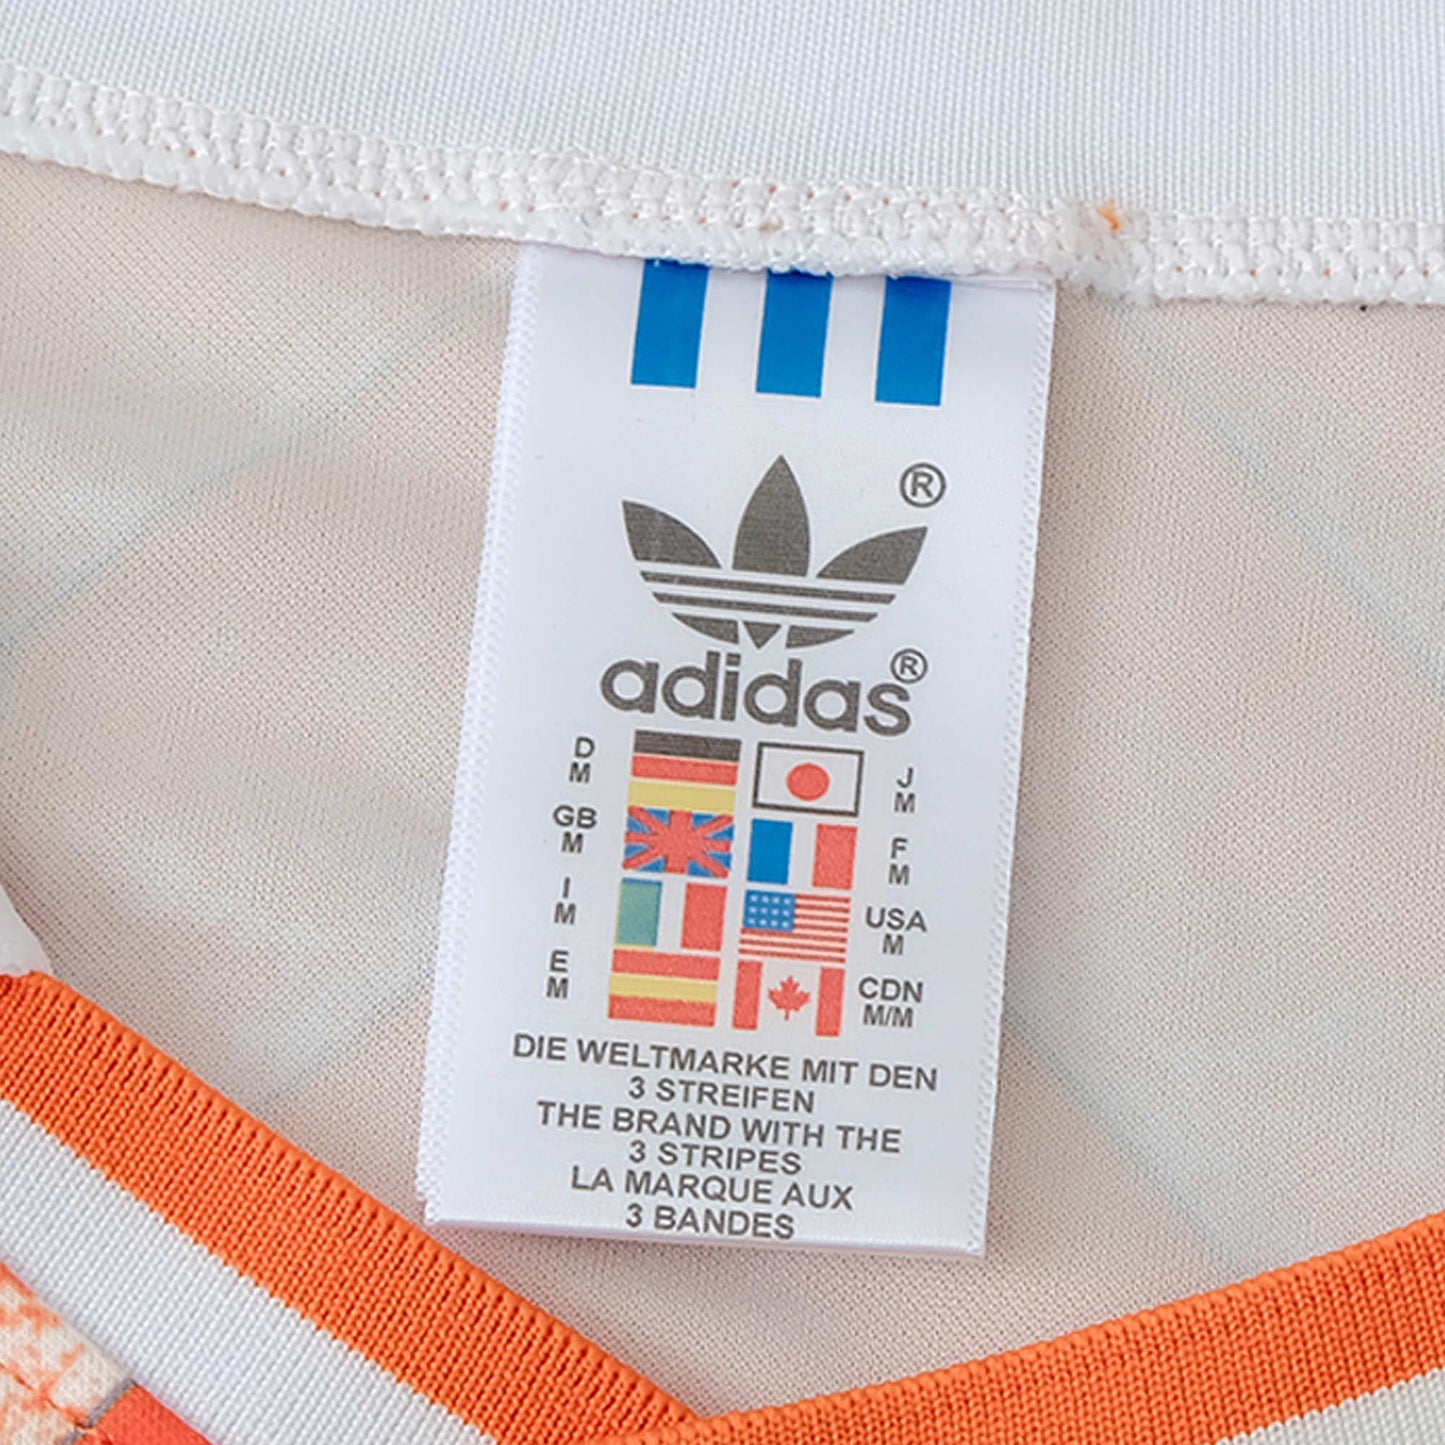 ®
adidas®
D
M
J
M
GB
M
F
M
I
M
USA
M
E
M
CDN
M/M
DIE WELTMARKE MIT DEN
3 STREIFEN
THE BRAND WITH THE
3 STRIPES
LA MARQUE AUX
3 BANDES